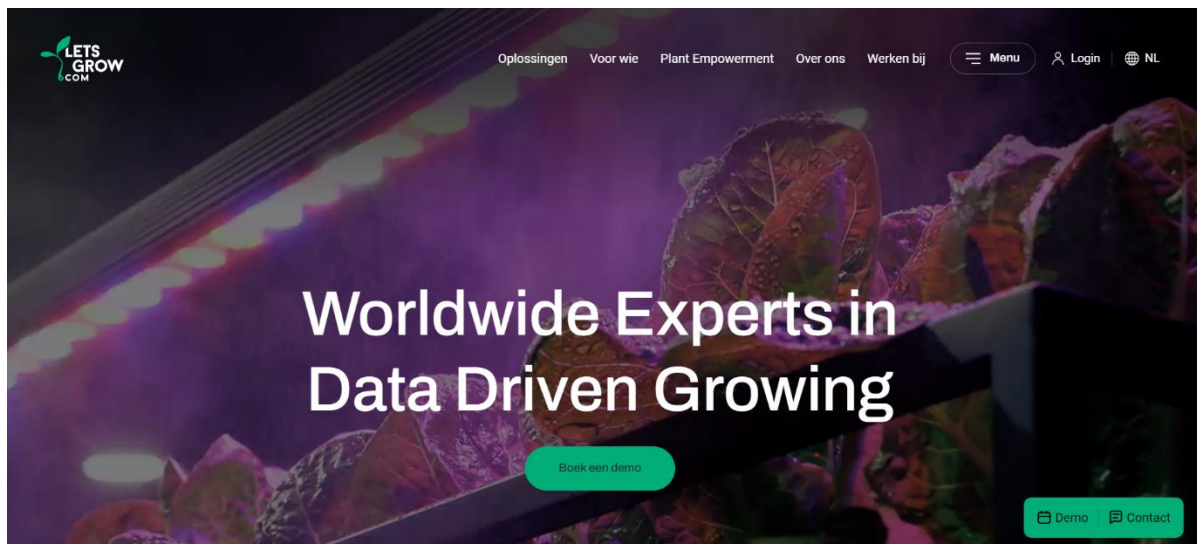 LETS
GROW
COM
Oplossingen Voor wie Plant Empowerment Over ons Werken bij Menu Login NL
Worldwide Experts in
Data Driven Growing
Boek een demo
Demo Contact